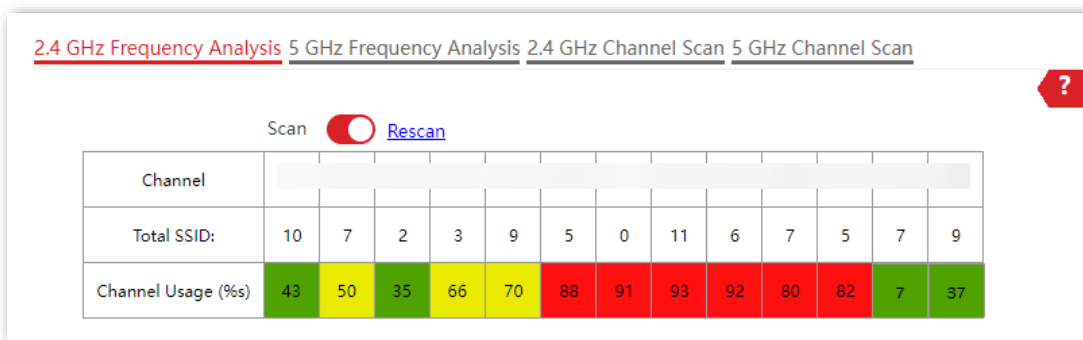 2.4 GHz Frequency Analysis 5 GHz Frequency Analysis 2.4 GHz Channel Scan 5 GHz Channel Scan
?
Scan Rescan
Channel
Total SSID: 10 7 2 3 9 5 0 11 6 7 5 7 9
Channel Usage (%s) 43 50 35 66 70 88 91 93 92 80 82 7 37